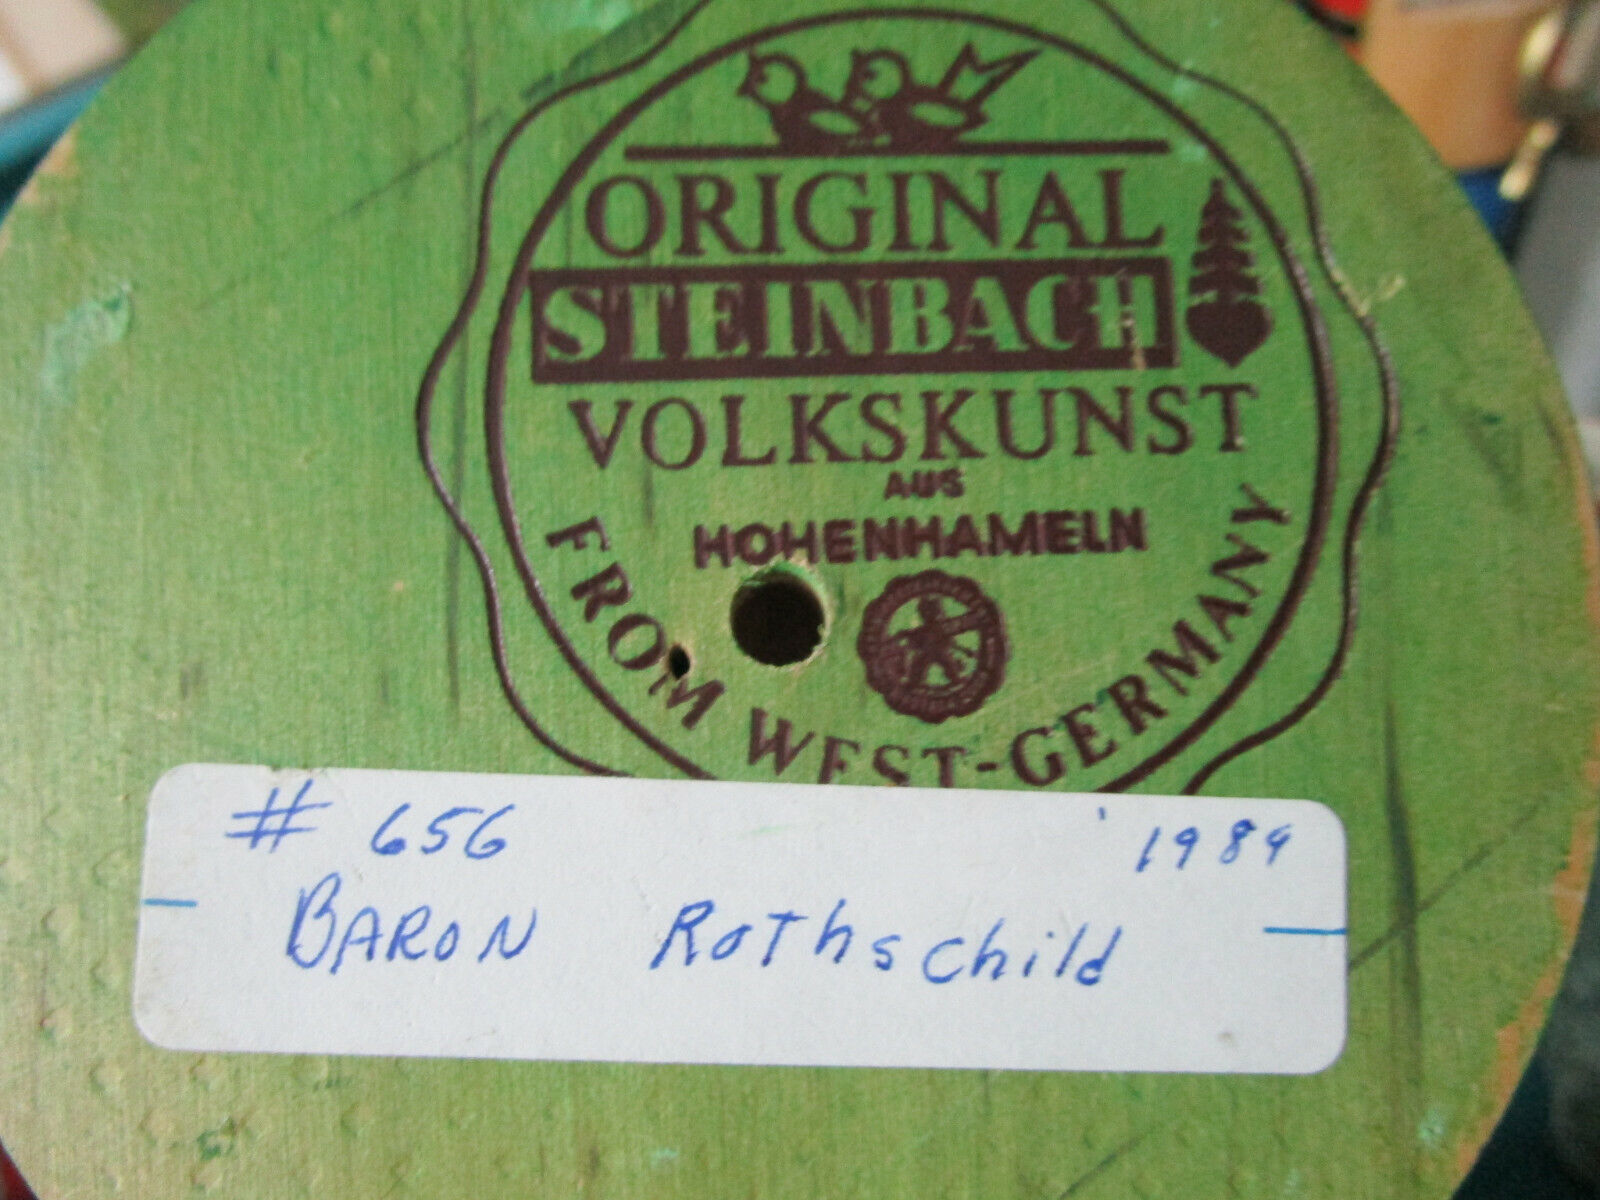 ORIGINAL
STEINBACH
VOLKSKUNST
AUS
HOHENHAMELN
FROM WEST-GERMANY
# 656 1989
BARON Rothschild